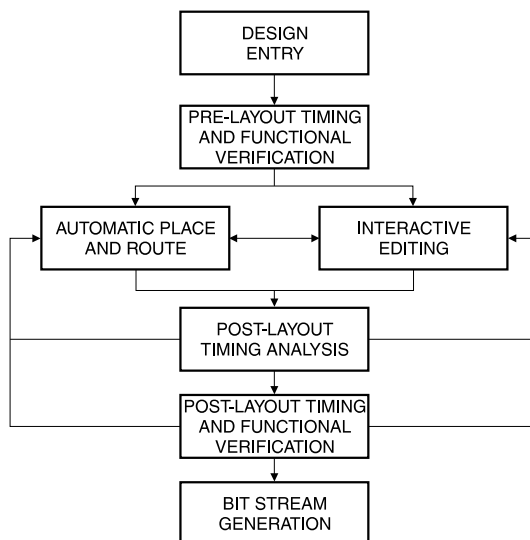 DESIGN
ENTRY
PRE-LAYOUT TIMING
AND FUNCTIONAL
VERIFICATION
AUTOMATIC PLACE
AND ROUTE
INTERACTIVE
EDITING
POST-LAYOUT
TIMING ANALYSIS
POST-LAYOUT TIMING
AND FUNCTIONAL
VERIFICATION
BIT STREAM
GENERATION